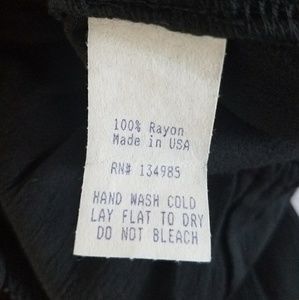 100% Rayon
Made in USA
RN# 134985
HAND WASH COLD
LAY FLAT TO DRY
DO NOT BLEACH